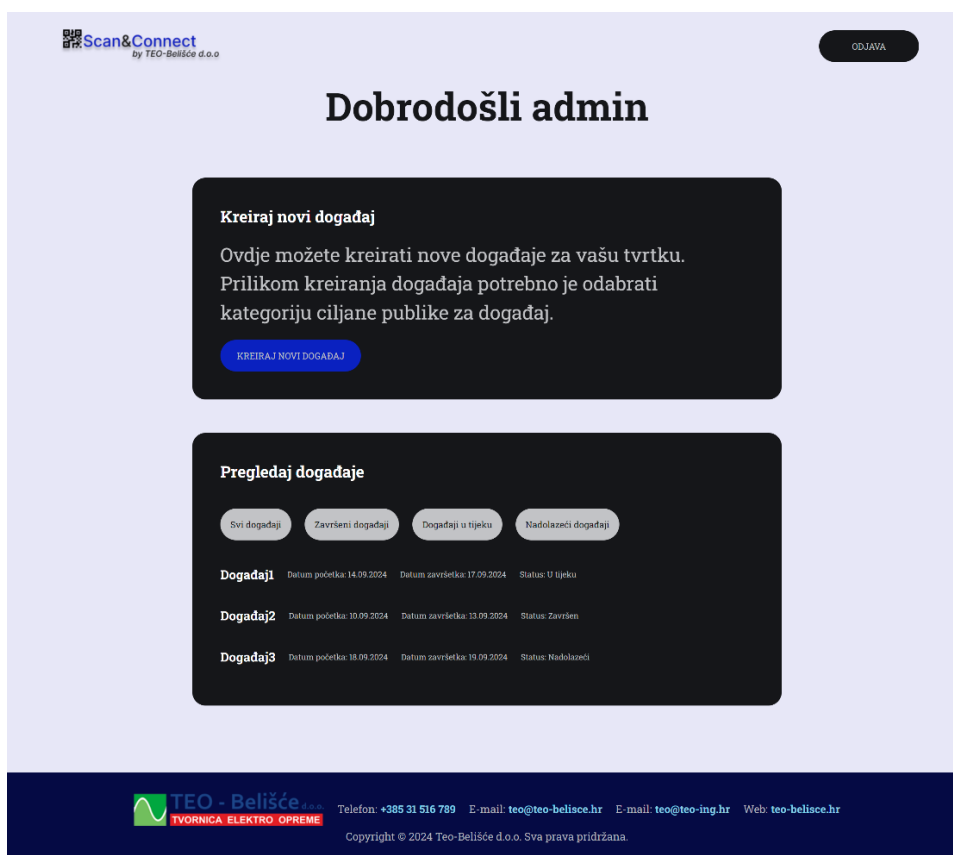 Scan&Connect
by TEO-Belišće d.o.o
ODJAVA
Dobrodošli admin
Kreiraj novi događaj
Ovdje možete kreirati nove događaje za vašu tvrtku.
Prilikom kreiranja događaja potrebno je odabrati
kategoriju ciljane publike za događaj.
KREIRAJ NOVI DOGAĐAJ
Pregledaj događaje
Svi događaji Završeni događaji Događaji u tijeku Nadolazeći događaji
Događaj1 Datum početka: 14.09.2024 Datum završetka: 17.09.2024 Status: U tijeku
Događaj2 Datum početka: 10.09.2024 Datum završetka: 13.09.2024 Status: Završen
Događaj3 Datum početka: 18.09.2024 Datum završetka: 19.09.2024 Status: Nadolazeći
TEO - Belišće d.o.o.
TVORNICA ELEKTRO OPREME
Telefon: +385 31 516 789 E-mail: teo@teo-belisce.hr E-mail: teo@teo-ing.hr Web: teo-belisce.hr
Copyright © 2024 Teo-Belišće d.o.o. Sva prava pridržana.